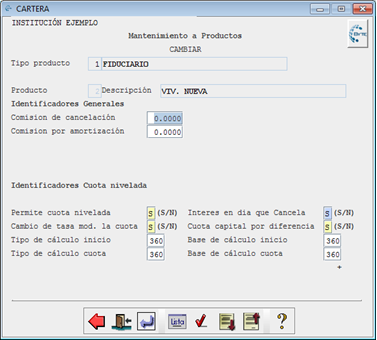 CARTERA
INSTITUCIÓN EJEMPLO
Mantenimiento a Productos
CAMBIAR
Tipo producto 1 FIDUCIARIO
Producto 2 Descripción VIV. NUEVA
Identificadores Generales
Comision de cancelación 0.0000
Comision por amortización 0.0000
Identificadores Cuota nivelada
Permite cuota nivelada S (S/N) Interes en dia que Cancela S (S/N)
Cambio de tasa mod. la cuota S (S/N) Cuota capital por diferencia S (S/N)
Tipo de cálculo inicio 360 Base de cálculo inicio 360
Tipo de cálculo cuota 360 Base de cálculo cuota 360
+
Lista ?